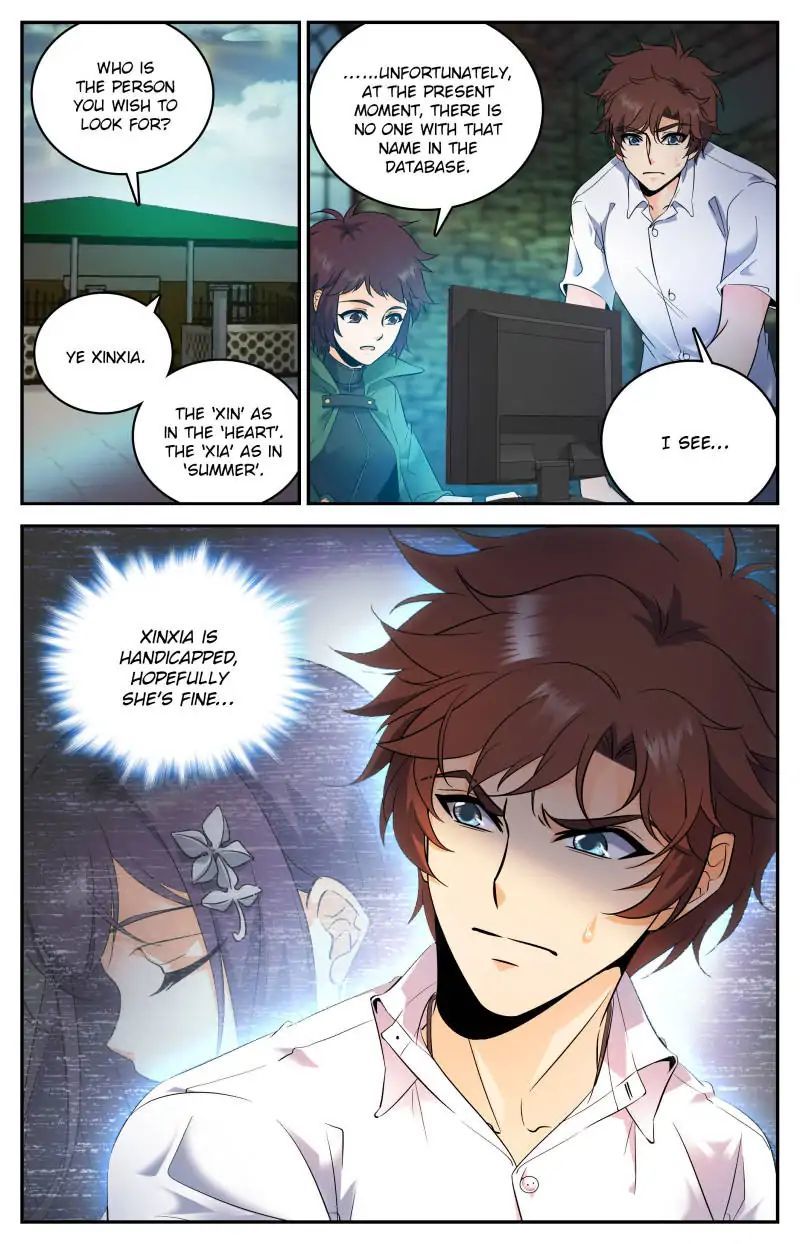 WHO IS
THE PERSON
YOU WISH TO
LOOK FOR?
YE XINXIA.
THE ‘XIN’ AS
IN THE ‘HEART’.
THE ‘XIA’ AS IN
‘SUMMER’.
......UNFORTUNATELY,
AT THE PRESENT
MOMENT, THERE IS
NO ONE WITH THAT
NAME IN THE
DATABASE.
I SEE...
XINXIA IS
HANDICAPPED,
HOPEFULLY
SHE'S FINE...